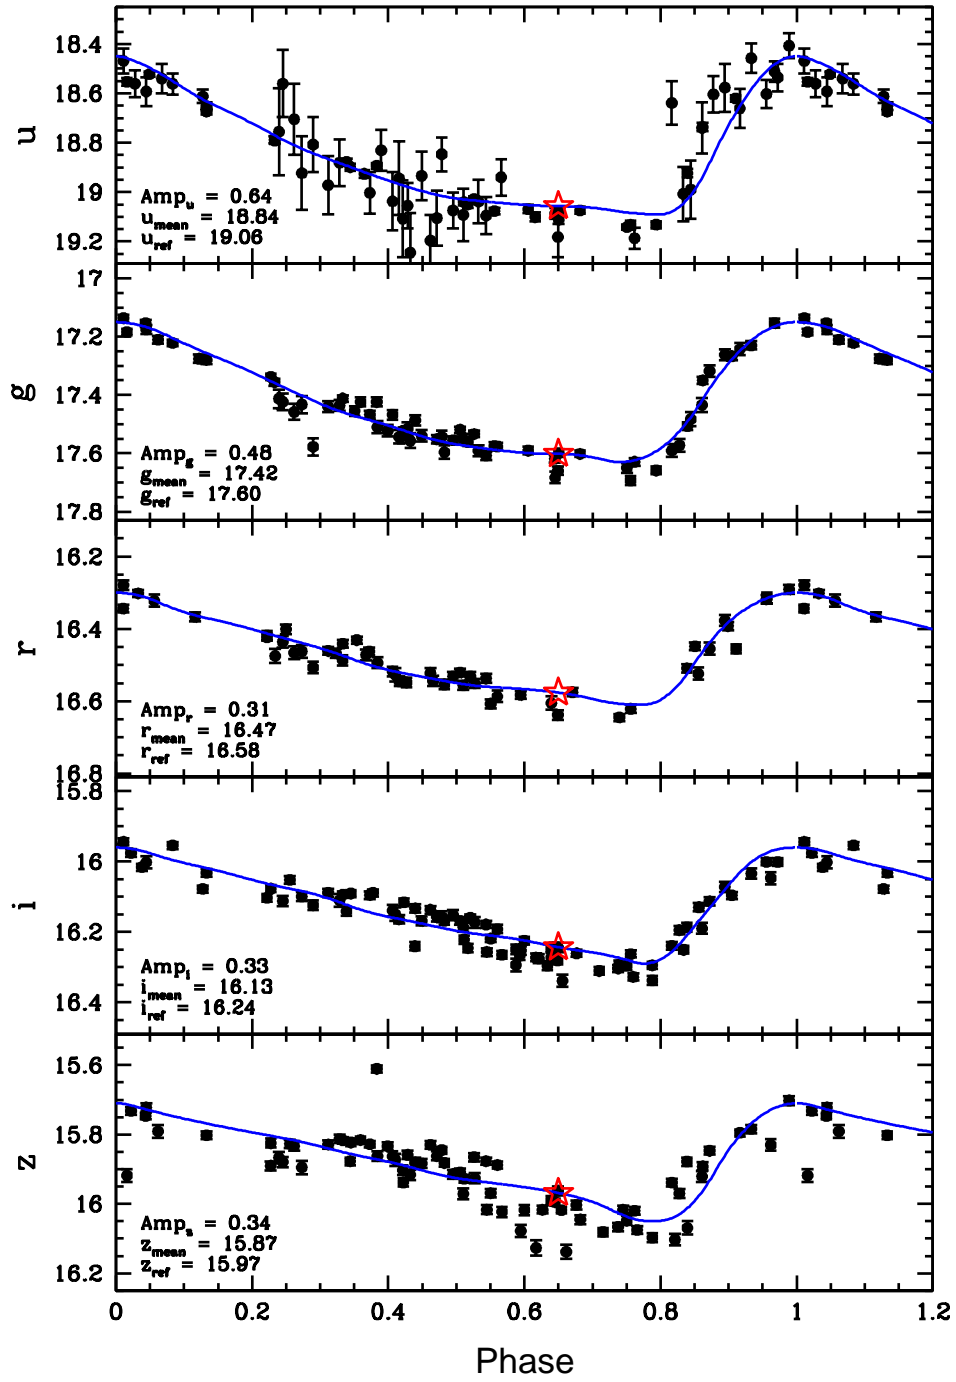 18.4
18.6
18.8
19
19.2
u
Amp_u = 0.64
u_mean = 18.84
u_ref = 19.06
17
17.2
17.4
17.6
17.8
g
Amp_g = 0.48
g_mean = 17.42
g_ref = 17.60
16.2
16.4
16.6
16.8
r
Amp_r = 0.31
r_mean = 16.47
r_ref = 16.58
15.8
16
16.2
16.4
i
Amp_i = 0.33
i_mean = 16.13
i_ref = 16.24
15.6
15.8
16
16.2
z
Amp_z = 0.34
z_mean = 15.87
z_ref = 15.97
0 0.2 0.4 0.6 0.8 1 1.2
Phase